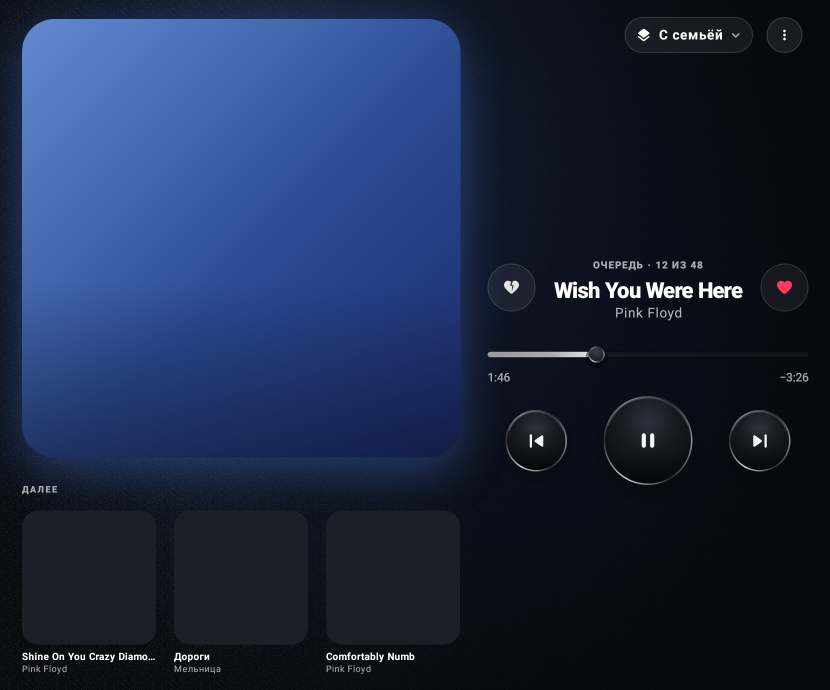 С семьёй
ОЧЕРЕДЬ · 12 ИЗ 48
Wish You Were Here
Pink Floyd
1:46
−3:26
ДАЛЕЕ
Shine On You Crazy Diamo…
Pink Floyd
Дороги
Мельница
Comfortably Numb
Pink Floyd